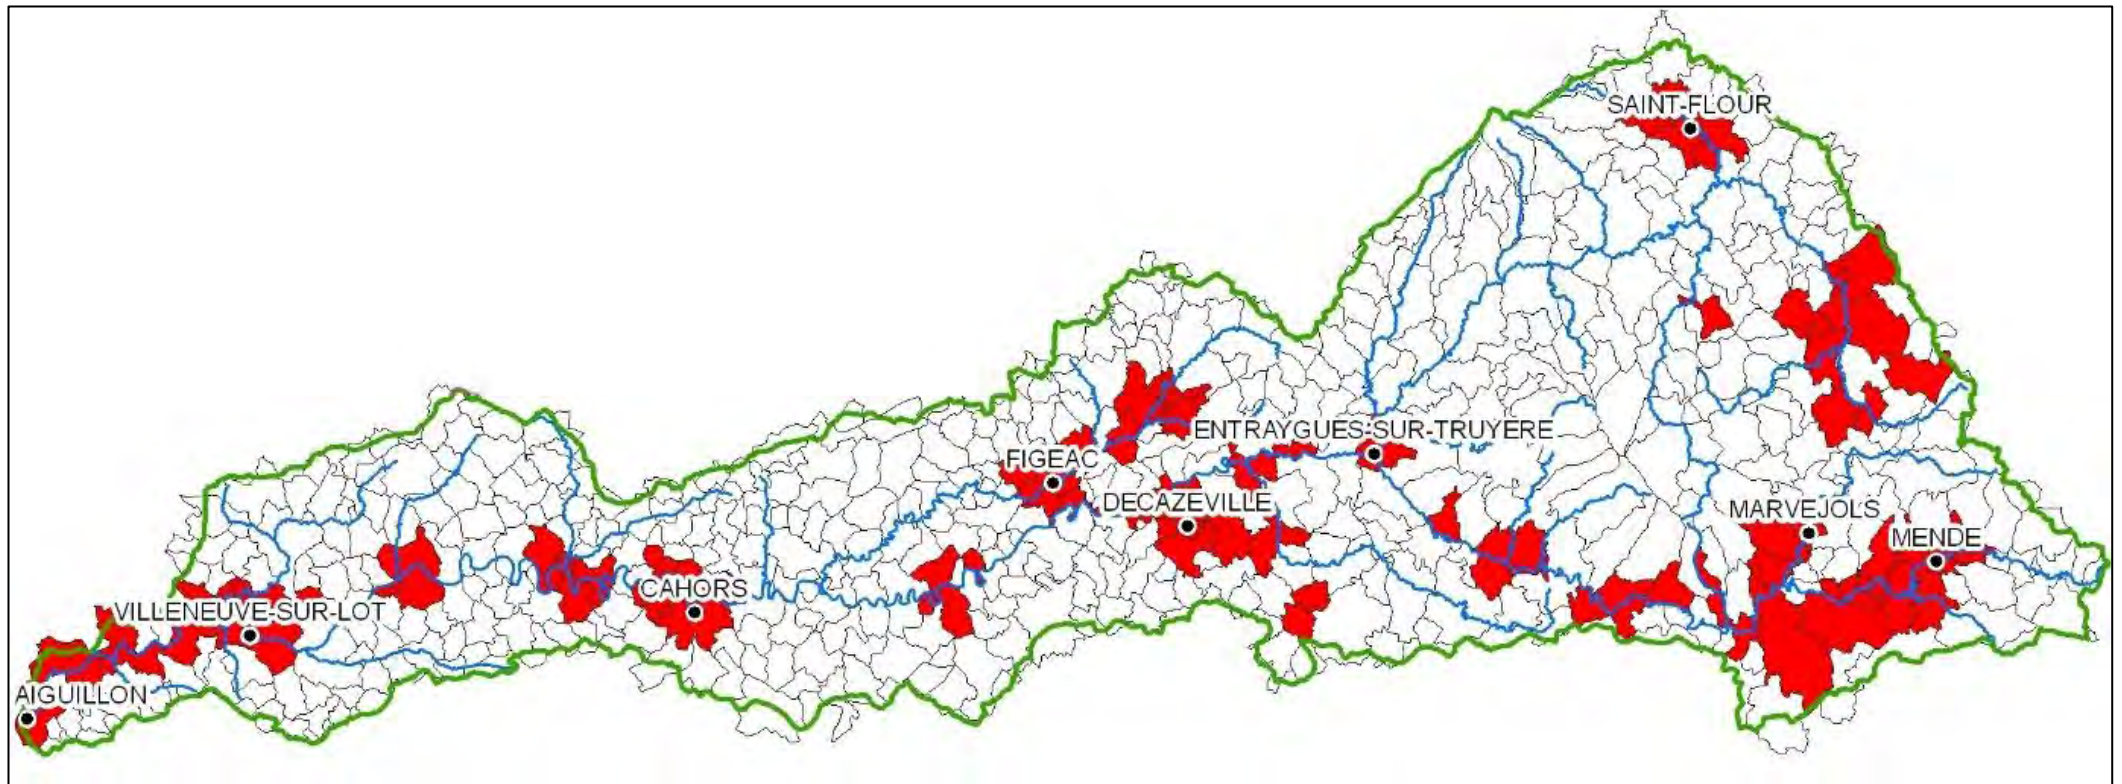 SAINT-FLOUR
ENTRAYGUES-SUR-TRUYERE
FIGEAC
DECAZEVILLE
MARVEJOLS
MENDE
CAHORS
VILLENEUVE-SUR-LOT
AIGUILLON